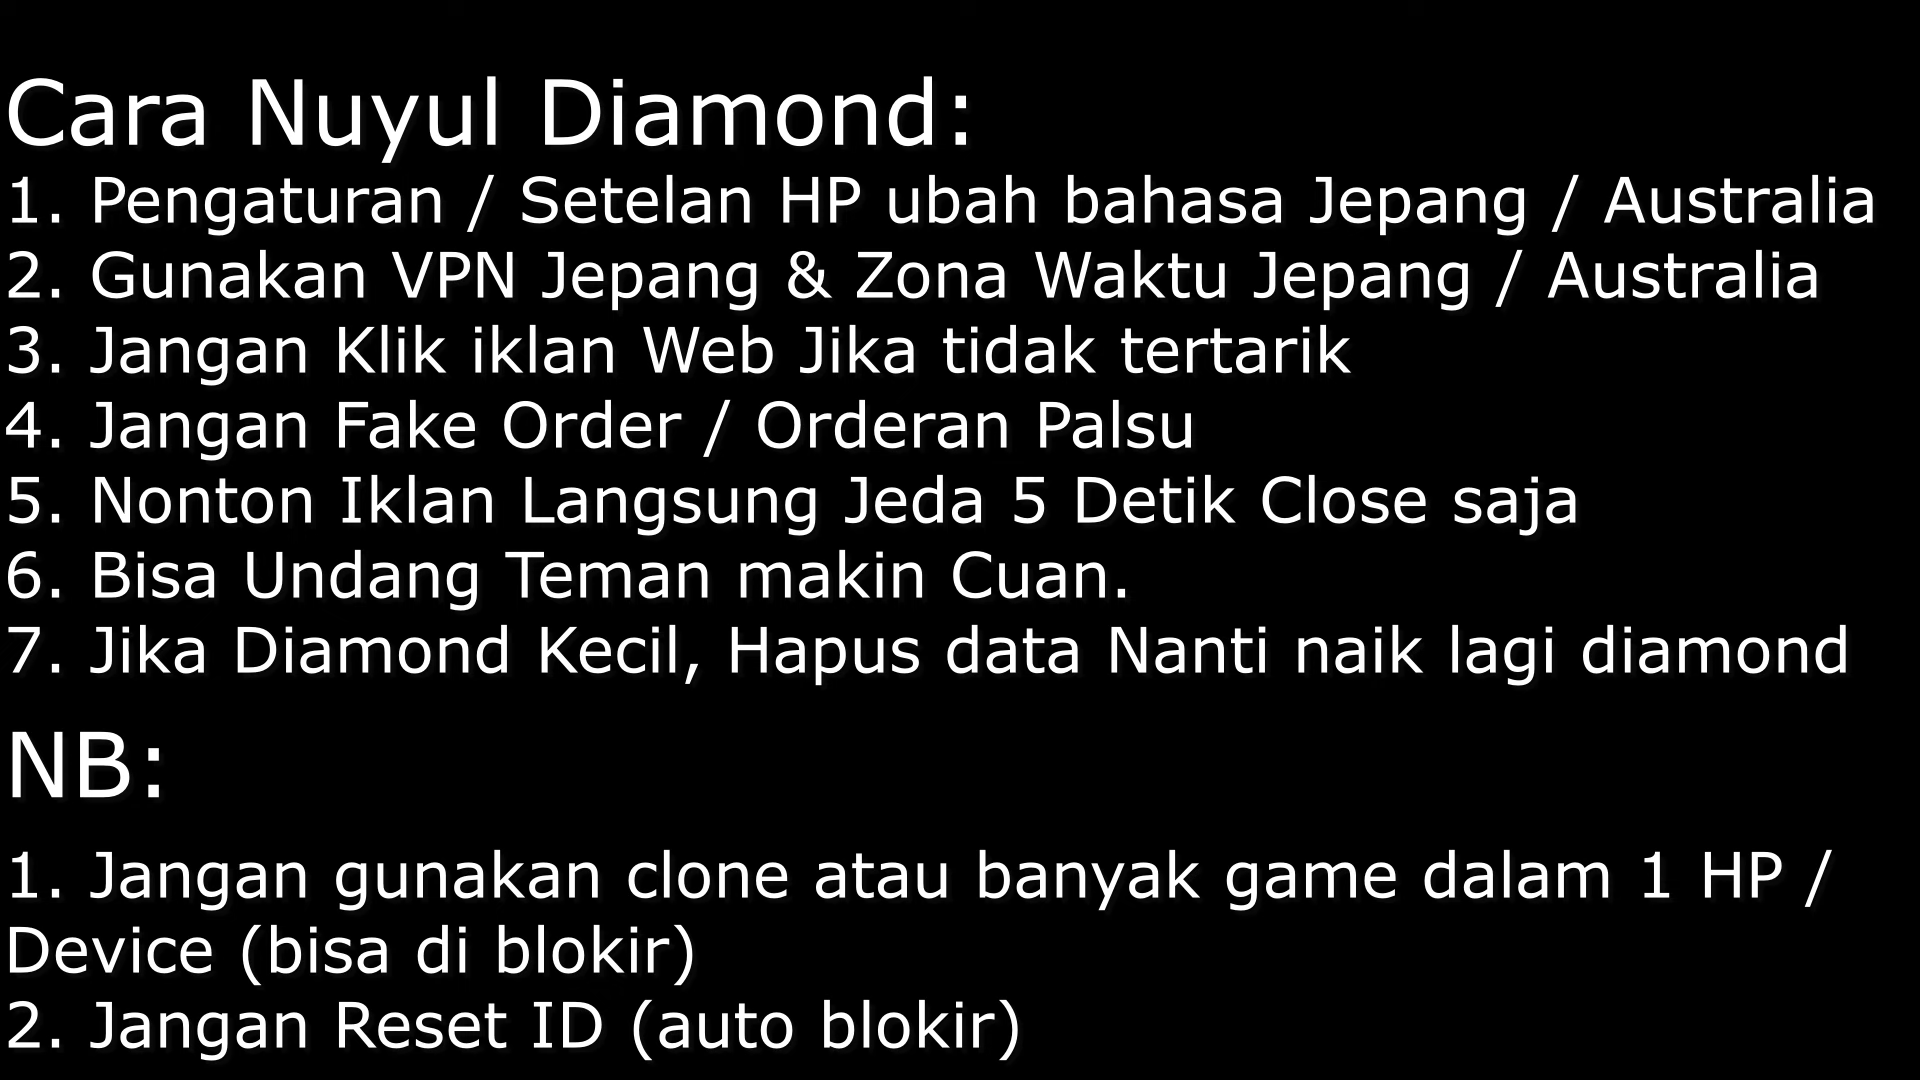 Cara Nuyul Diamond:
1. Pengaturan / Setelan HP ubah bahasa Jepang / Australia
2. Gunakan VPN Jepang & Zona Waktu Jepang / Australia
3. Jangan Klik iklan Web Jika tidak tertarik
4. Jangan Fake Order / Orderan Palsu
5. Nonton Iklan Langsung Jeda 5 Detik Close saja
6. Bisa Undang Teman makin Cuan.
7. Jika Diamond Kecil, Hapus data Nanti naik lagi diamond
NB:
1. Jangan gunakan clone atau banyak game dalam 1 HP /
Device (bisa di blokir)
2. Jangan Reset ID (auto blokir)